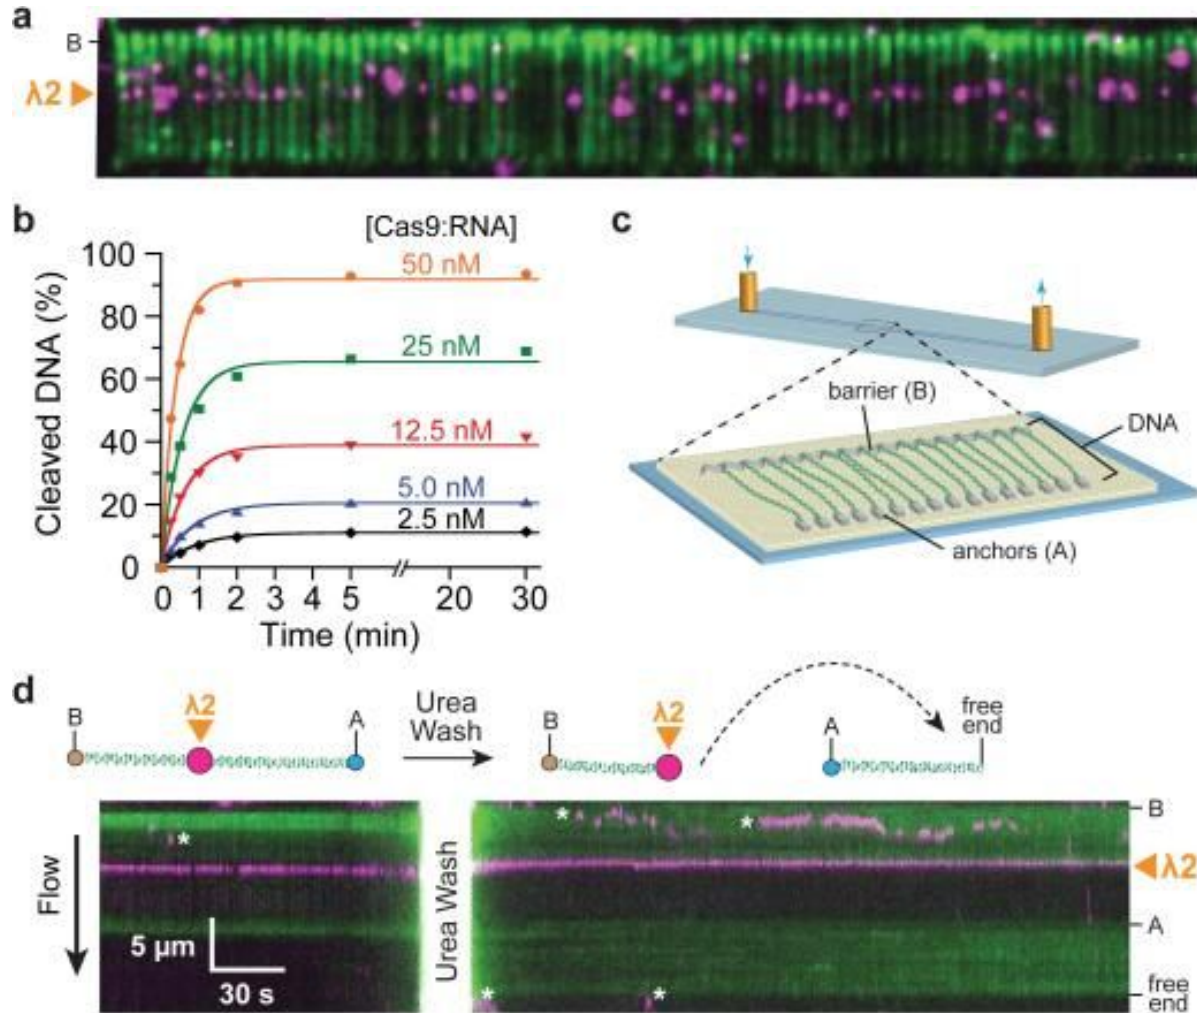 a
B
λ2
b
[Cas9:RNA]
Cleaved DNA (%)
100
80
60
40
20
0
50 nM
25 nM
12.5 nM
5.0 nM
2.5 nM
0 1 2 3 4 5 // 20 30
Time (min)
c
barrier (B)
DNA
anchors (A)
d
B
λ2
A
Urea
Wash
B
λ2
A
free
end
Flow
5 µm
30 s
Urea Wash
*
*
*
*
*
B
λ2
A
free
end